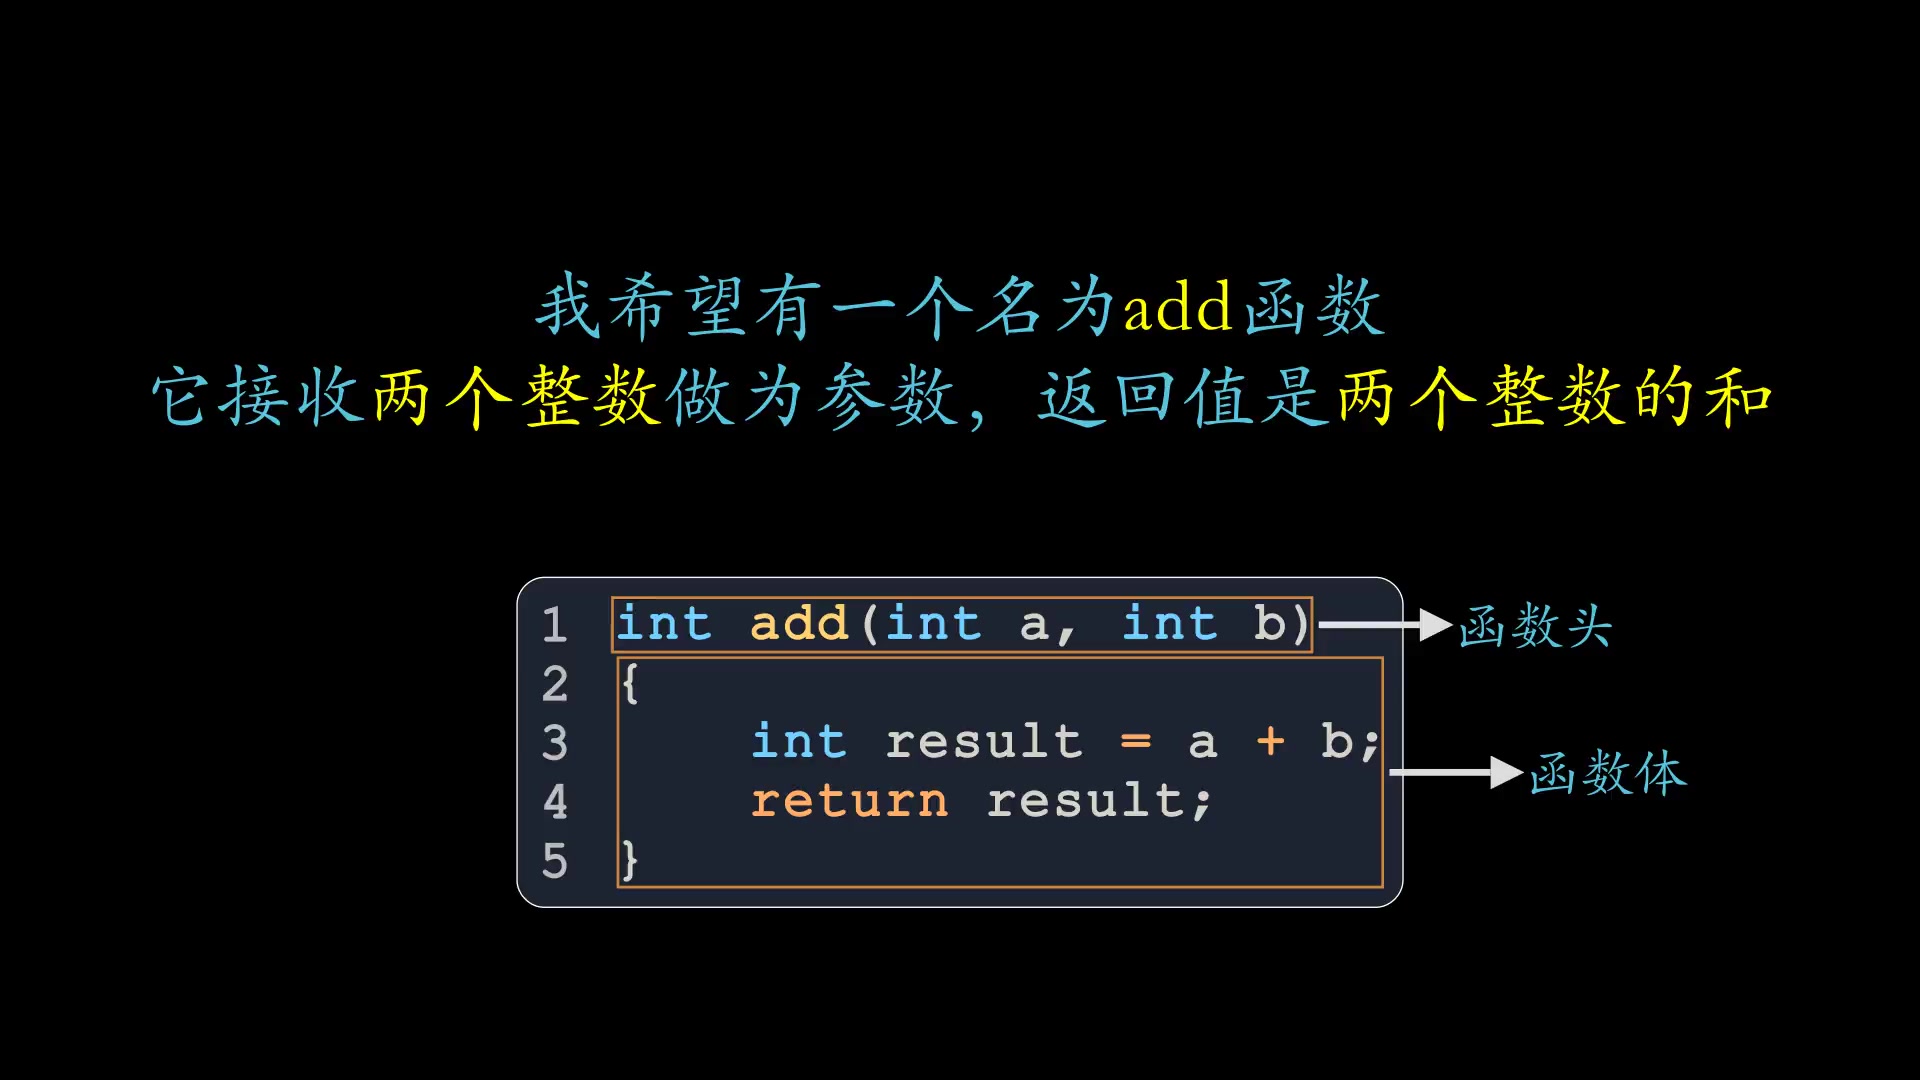 我希望有一个名为add函数
它接收两个整数做为参数，返回值是两个整数的和
1 int add(int a, int b) 函数头
2 {
3     int result = a + b;
函数体
4     return result;
5 }